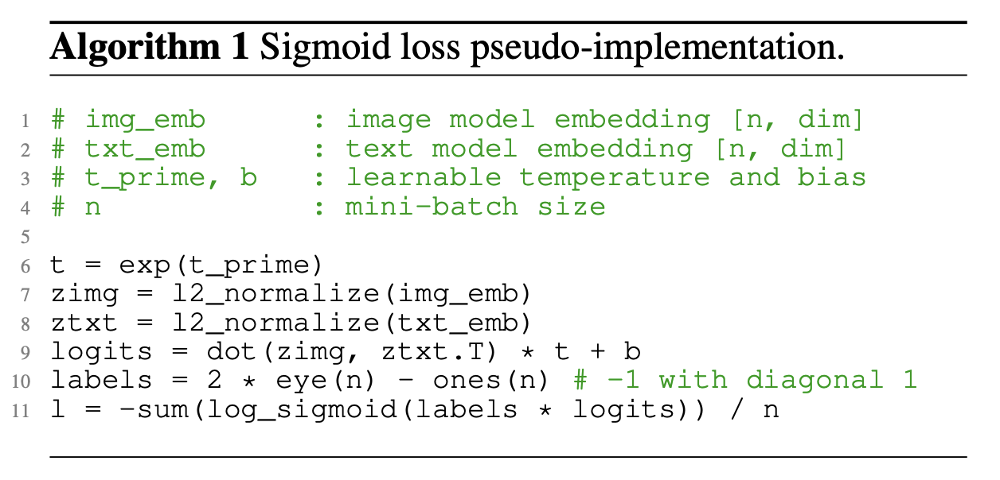 Algorithm 1 Sigmoid loss pseudo-implementation.
1 # img_emb : image model embedding [n, dim]
2 # txt_emb : text model embedding [n, dim]
3 # t_prime, b : learnable temperature and bias
4 # n : mini-batch size
5
6 t = exp(t_prime)
7 zimg = l2_normalize(img_emb)
8 ztxt = l2_normalize(txt_emb)
9 logits = dot(zimg, ztxt.T) * t + b
10 labels = 2 * eye(n) - ones(n) # -1 with diagonal 1
11 l = -sum(log_sigmoid(labels * logits)) / n